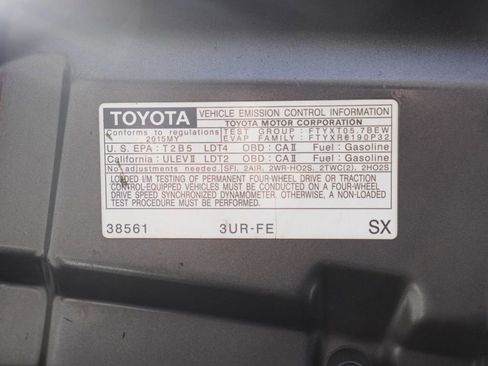 TOYOTA VEHICLE EMISSION CONTROL INFORMATION
TOYOTA MOTOR CORPORATION
Conforms to regulations TEST GROUP : FTYXT05.7BEW
2015MY EVAP FAMILY : FTYXR0190P32
U.S. EPA : T2B5 LDT4 OBD : CAⅡ Fuel : Gasoline
California : ULEVⅡ LDT2 OBD : CAⅡ Fuel : Gasoline
No adjustments needed. SFI, 2AIR, 2WR-HO2S, 2TWC(2), 2HO2S
LOADED I/M TESTING OF PERMANENT FOUR-WHEEL DRIVE OR TRACTION
CONTROL-EQUIPPED VEHICLES MUST BE CONDUCTED ON A FOUR-WHEEL
DRIVE SPEED SYNCHRONIZED DYNAMOMETER. OTHERWISE, A NON-LOADED
TEST PROCEDURE MUST BE PERFORMED.
38561 3UR-FE SX